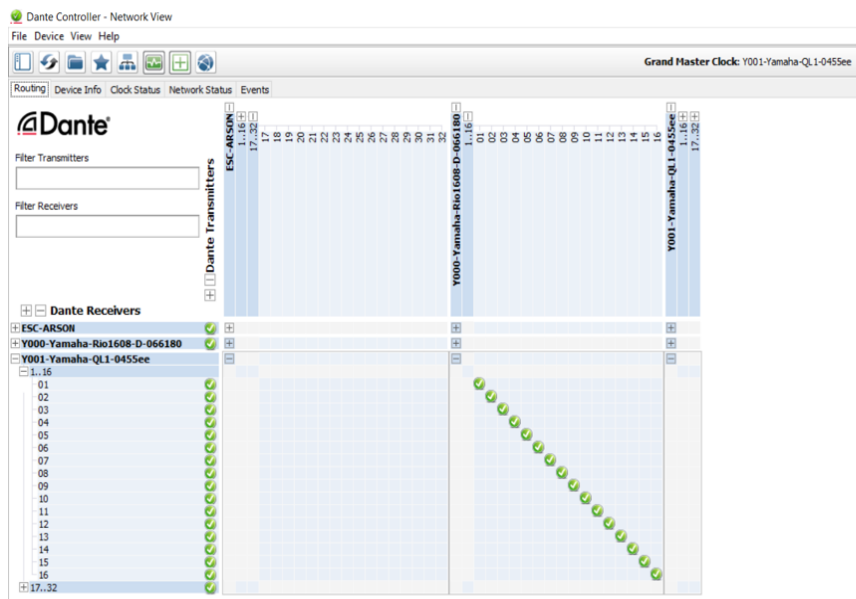 Dante Controller - Network View
File Device View Help
Grand Master Clock: Y001-Yamaha-QL1-0455ee
Routing Device Info Clock Status Network Status Events
Dante®
Filter Transmitters
Filter Receivers
Dante Transmitters
ESC-ARSON
1..16
17..32
17 18 19 20 21 22 23 24 25 26 27 28 29 30 31 32
Y000-Yamaha-Rio1608-D-066180
1..16
01 02 03 04 05 06 07 08 09 10 11 12 13 14 15 16
Y001-Yamaha-QL1-0455ee
1..16
17..32
Dante Receivers
ESC-ARSON
Y000-Yamaha-Rio1608-D-066180
Y001-Yamaha-QL1-0455ee
1..16
01
02
03
04
05
06
07
08
09
10
11
12
13
14
15
16
17..32